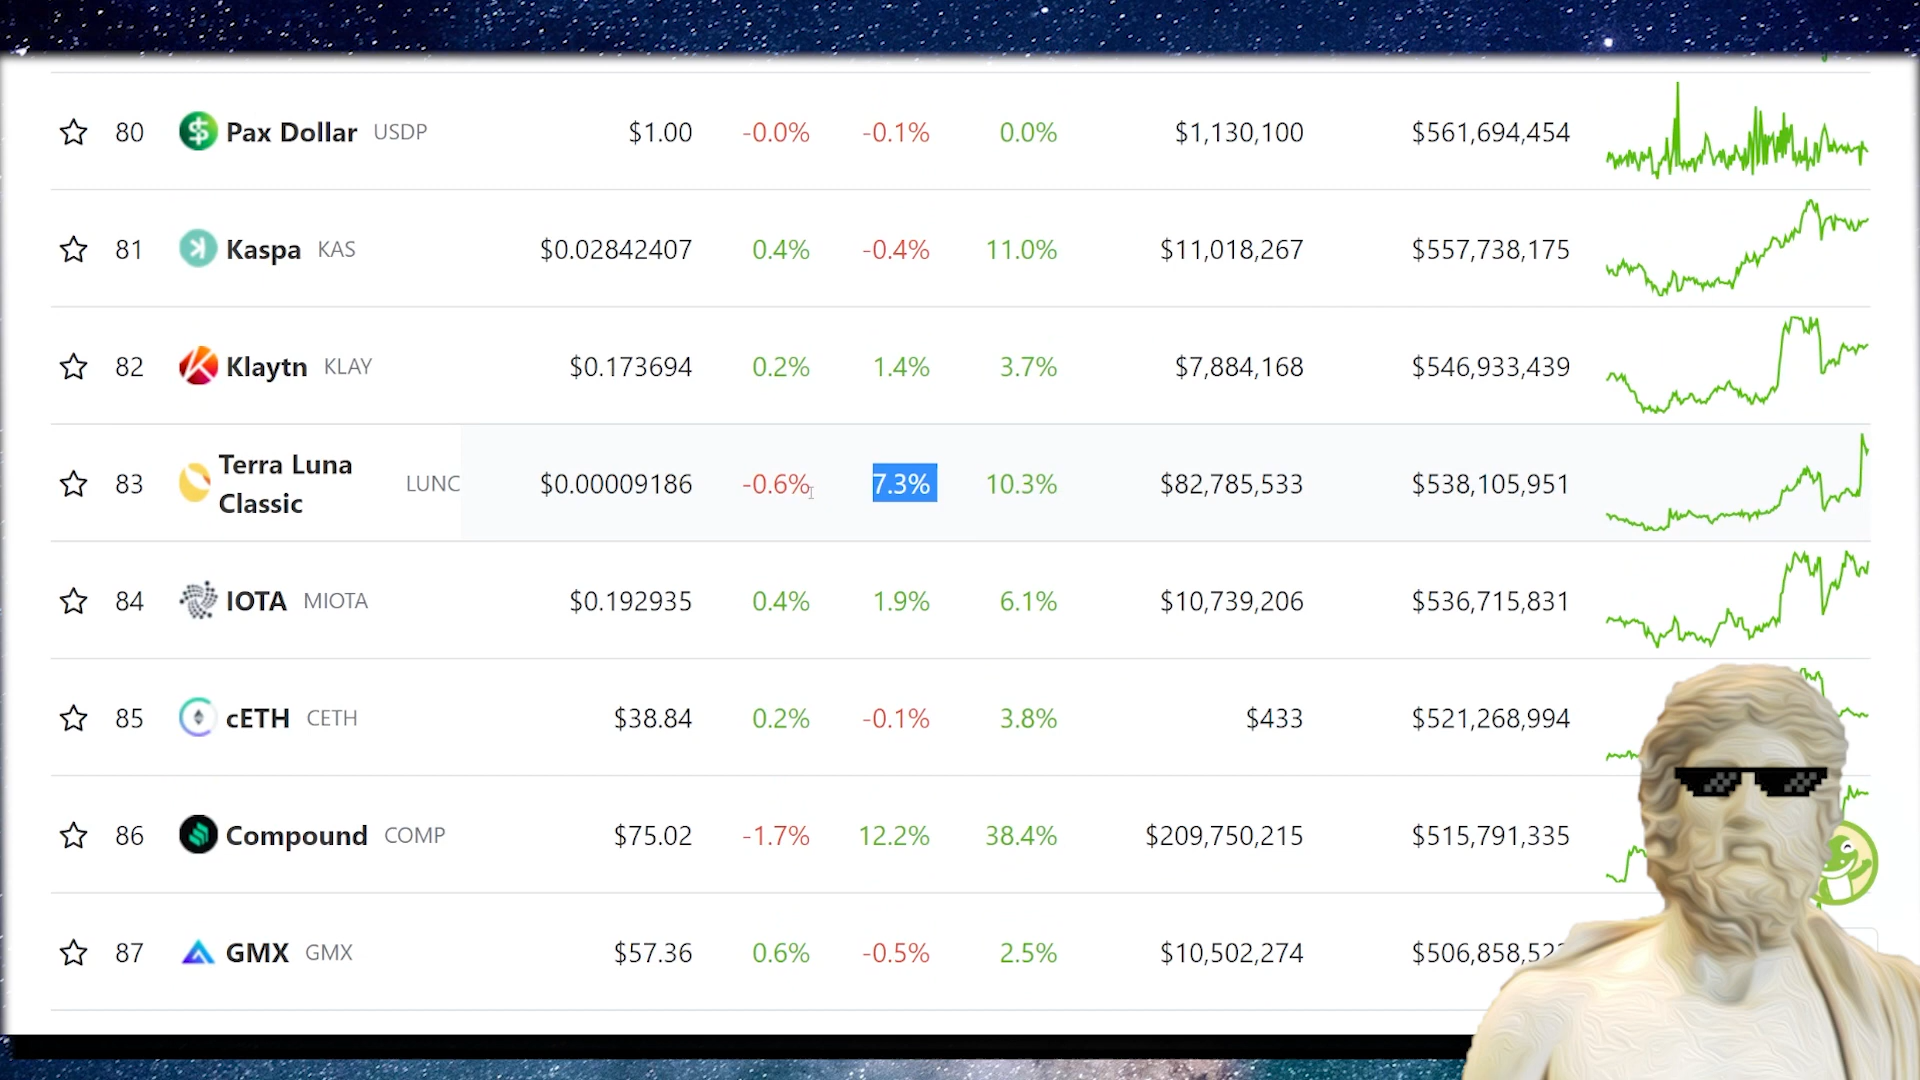 80 Pax Dollar USDP $1.00 -0.0% -0.1% 0.0% $1,130,100 $561,694,454
81 Kaspa KAS $0.02842407 0.4% -0.4% 11.0% $11,018,267 $557,738,175
82 Klaytn KLAY $0.173694 0.2% 1.4% 3.7% $7,884,168 $546,933,439
83 Terra Luna Classic LUNC $0.00009186 -0.6% 7.3% 10.3% $82,785,533 $538,105,951
84 IOTA MIOTA $0.192935 0.4% 1.9% 6.1% $10,739,206 $536,715,831
85 cETH CETH $38.84 0.2% -0.1% 3.8% $433 $521,268,994
86 Compound COMP $75.02 -1.7% 12.2% 38.4% $209,750,215 $515,791,335
87 GMX GMX $57.36 0.6% -0.5% 2.5% $10,502,274